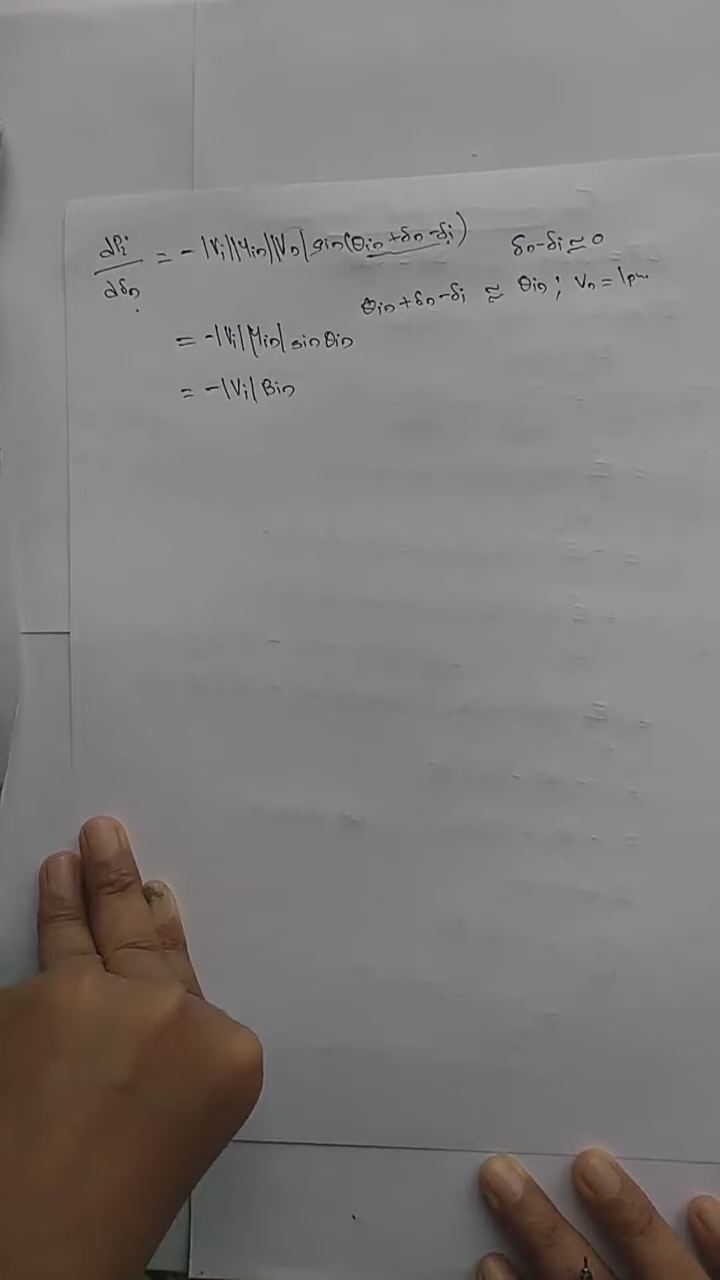 dPi/dδn = -|Vi||Yin||Vn| sin(θin+δn-δi) δn-δi ≃ 0
θin+δn-δi ≃ θin ; Vn = 1pu.
= -|Vi||Yin| sin θin
= -|Vi| Bin